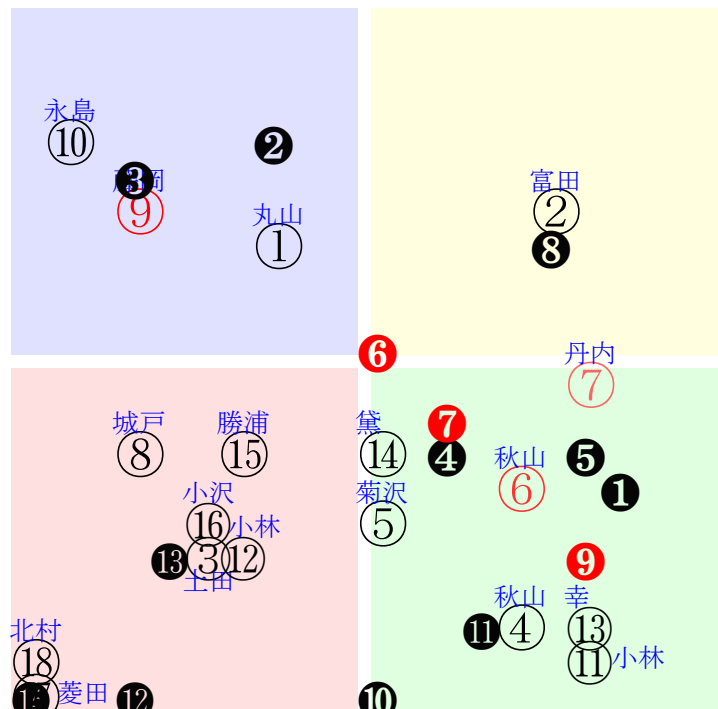 永島
⑩
❷
❸
岡
⑨
丸山
①
富田
②
❽
❻
丹内
⑦
城戸
⑧
勝浦
⑮
黛
⑭
❼
❹
秋山
⑥
❺
❶
菊沢
⑤
小沢
⑯
小林
⓭
③
⑫
土田
❾
秋山
⓫
④
幸
⑬
⑪
小林
北村
⑱
菱田
⓬
❿